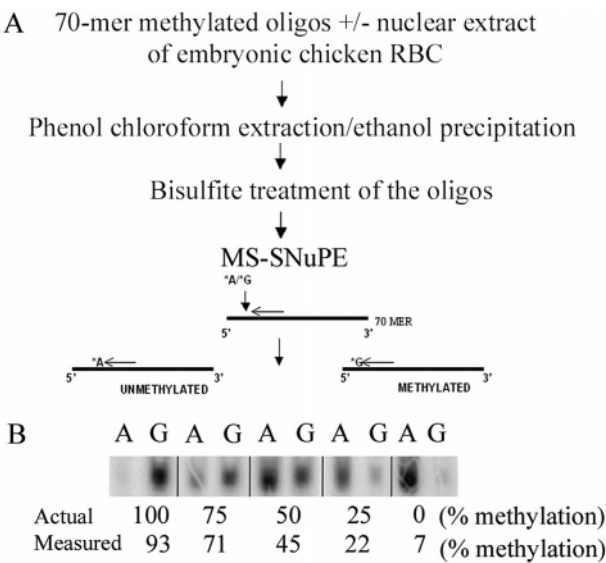 A
70-mer methylated oligos +/- nuclear extract
of embryonic chicken RBC
Phenol chloroform extraction/ethanol precipitation
Bisulfite treatment of the oligos
MS-SNuPE
*A/*G
70 MER
5' 3'
*A
5' 3'
UNMETHYLATED
*G
5' 3'
METHYLATED
B
A G A G A G A G A G
Actual 100 75 50 25 0 (% methylation)
Measured 93 71 45 22 7 (% methylation)